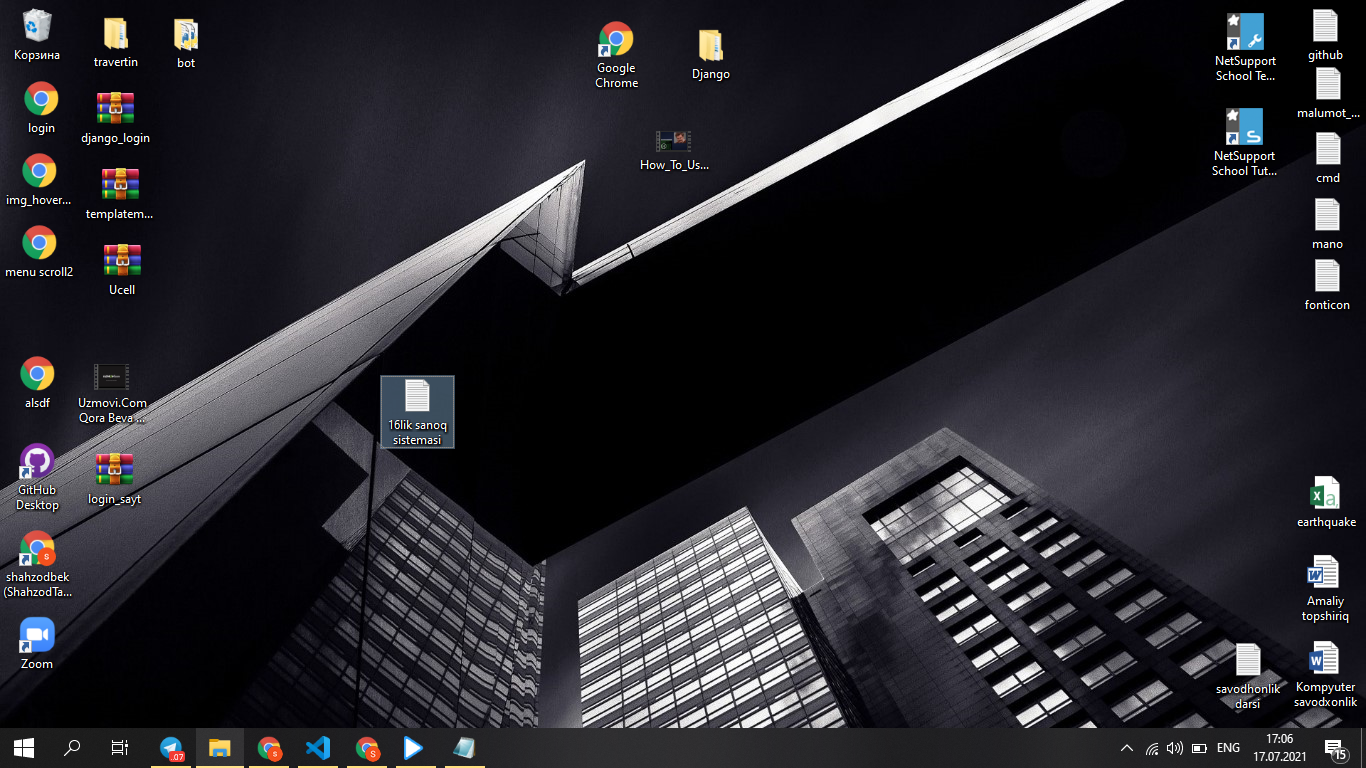 Корзина
travertin
bot
login
django_login
img_hover...
templatem...
menu scroll2
Ucell
alsdf
Uzmovi.Com
Qora Beva ...
GitHub
Desktop
login_sayt
shahzodbek
(ShahzodTa...
Zoom
16lik sanoq
sistemasi
Google
Chrome
Django
How_To_Us...
NetSupport
School Te...
NetSupport
School Tut...
github
malumot_...
cmd
mano
fonticon
earthquake
Amaliy
topshiriq
savodhonlik
darsi
Kompyuter
savodxonlik
.07
ENG
17:06
17.07.2021
15